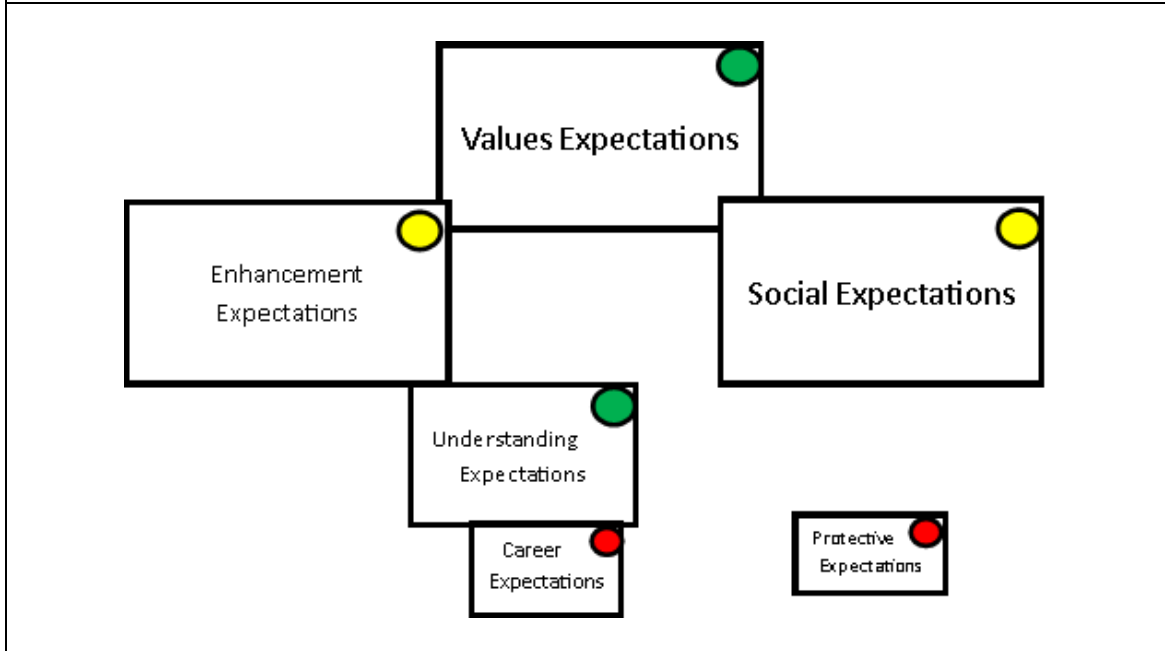 Values Expectations
Enhancement
Expectations
Social Expectations
Understanding
Expectations
Career
Expectations
Protective
Expectations